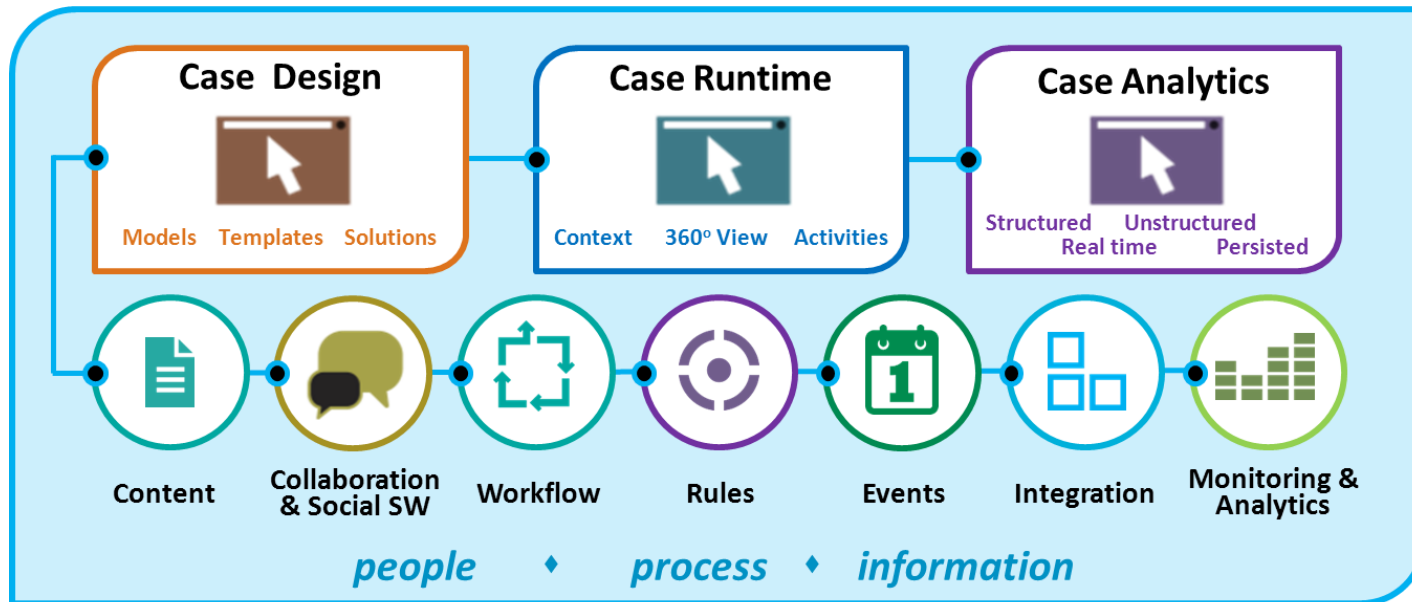 Case Design
Case Runtime
Case Analytics
Models Templates Solutions
Context 360º View Activities
Structured Unstructured
Real time Persisted
1
Content
Collaboration
& Social SW
Workflow
Rules
Events
Integration
Monitoring &
Analytics
people ♦ process ♦ information